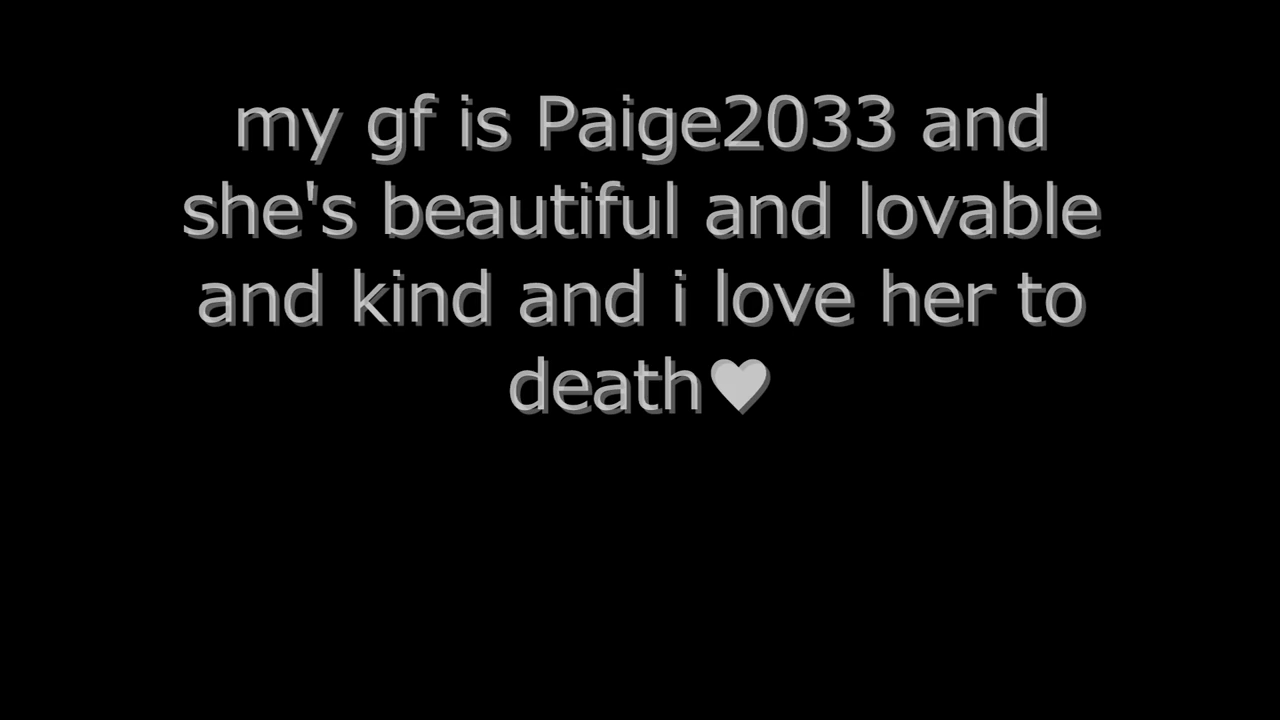 my gf is Paige2033 and
she's beautiful and lovable
and kind and i love her to
death♥